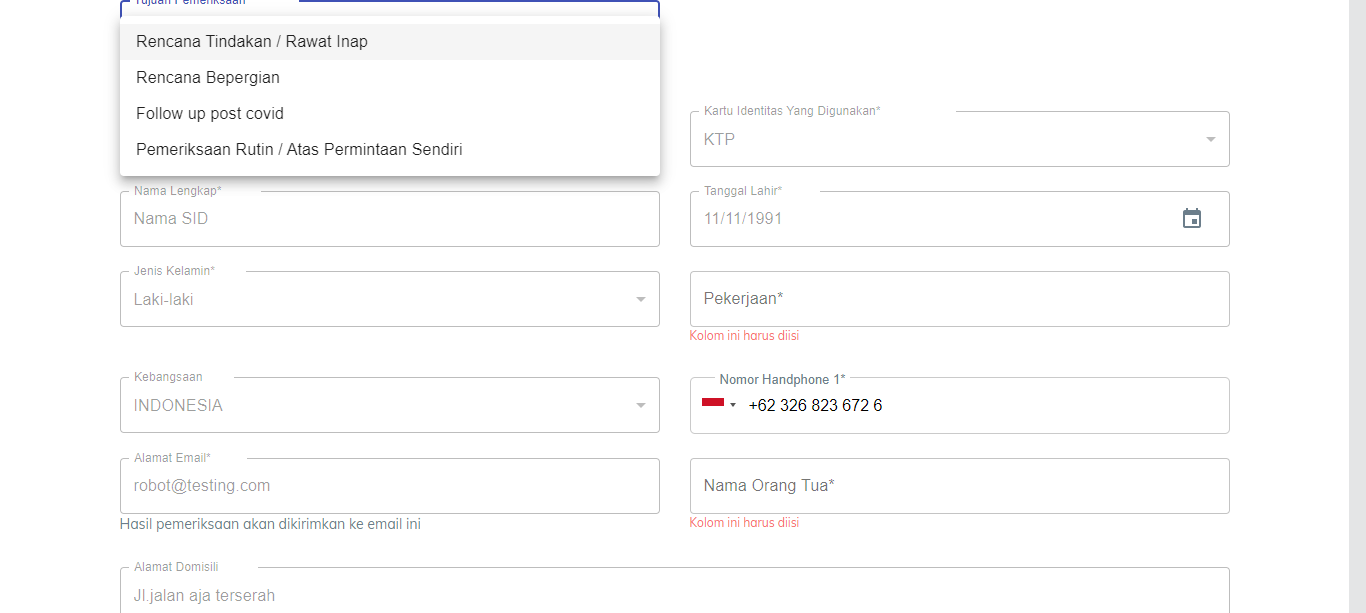 Tujuan Pemeriksaan
Rencana Tindakan / Rawat Inap
Rencana Bepergian
Follow up post covid
Pemeriksaan Rutin / Atas Permintaan Sendiri
Kartu Identitas Yang Digunakan*
KTP
Nama Lengkap*
Nama SID
Tanggal Lahir*
11/11/1991
Jenis Kelamin*
Laki-laki
Pekerjaan*
Kolom ini harus diisi
Kebangsaan
INDONESIA
Nomor Handphone 1*
+62 326 823 672 6
Alamat Email*
robot@testing.com
Hasil pemeriksaan akan dikirimkan ke email ini
Nama Orang Tua*
Kolom ini harus diisi
Alamat Domisili
Jl.jalan aja terserah